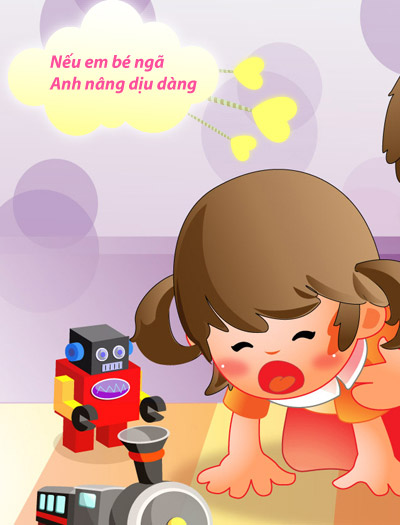 Nếu em bé ngã
Anh nâng dịu dàng